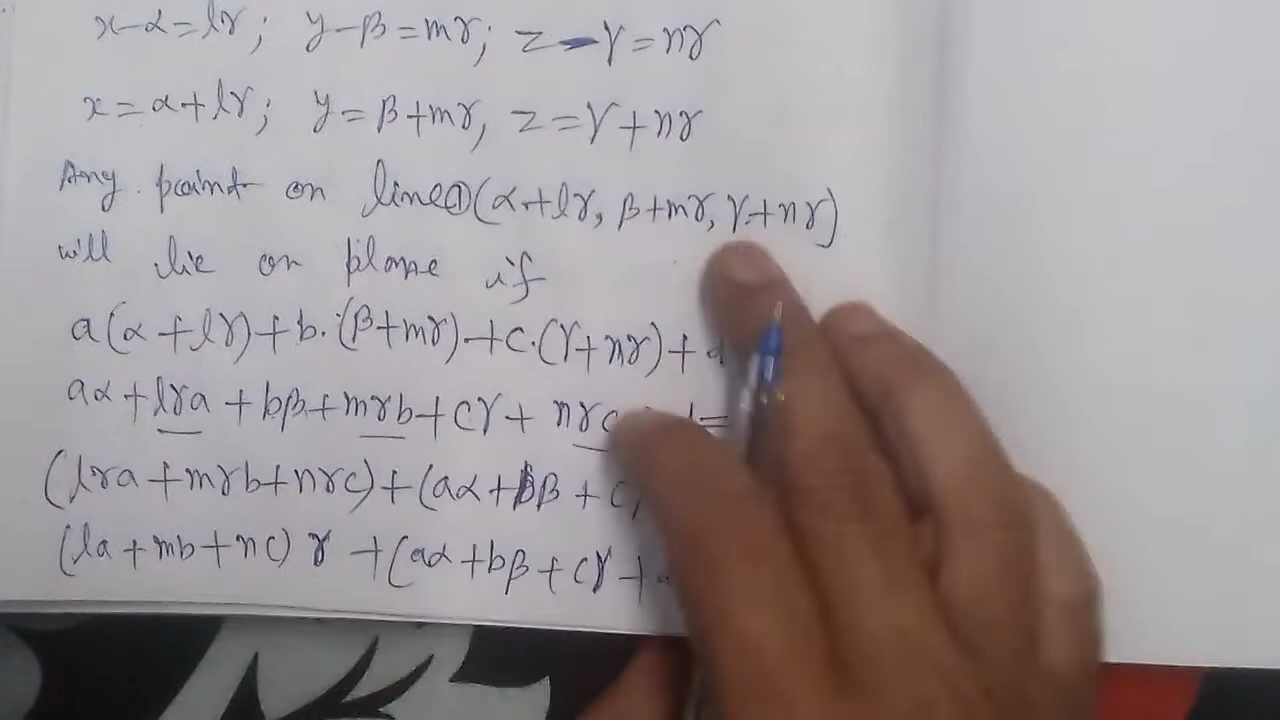 x-α=lr; y-β=mr; z-γ=nr
x=α+lr; y=β+mr, z=γ+nr
Any point on line①(α+lr, β+mr, γ+nr)
will lie on plane if
a(α+lr)+b.(β+mr)+c.(γ+nr)+
aα+lra+bβ+mrb+cγ+nrc =
(lra+mrb+nrc)+(aα+bβ+c
(la+mb+nc) r +(aα+bβ+cγ+